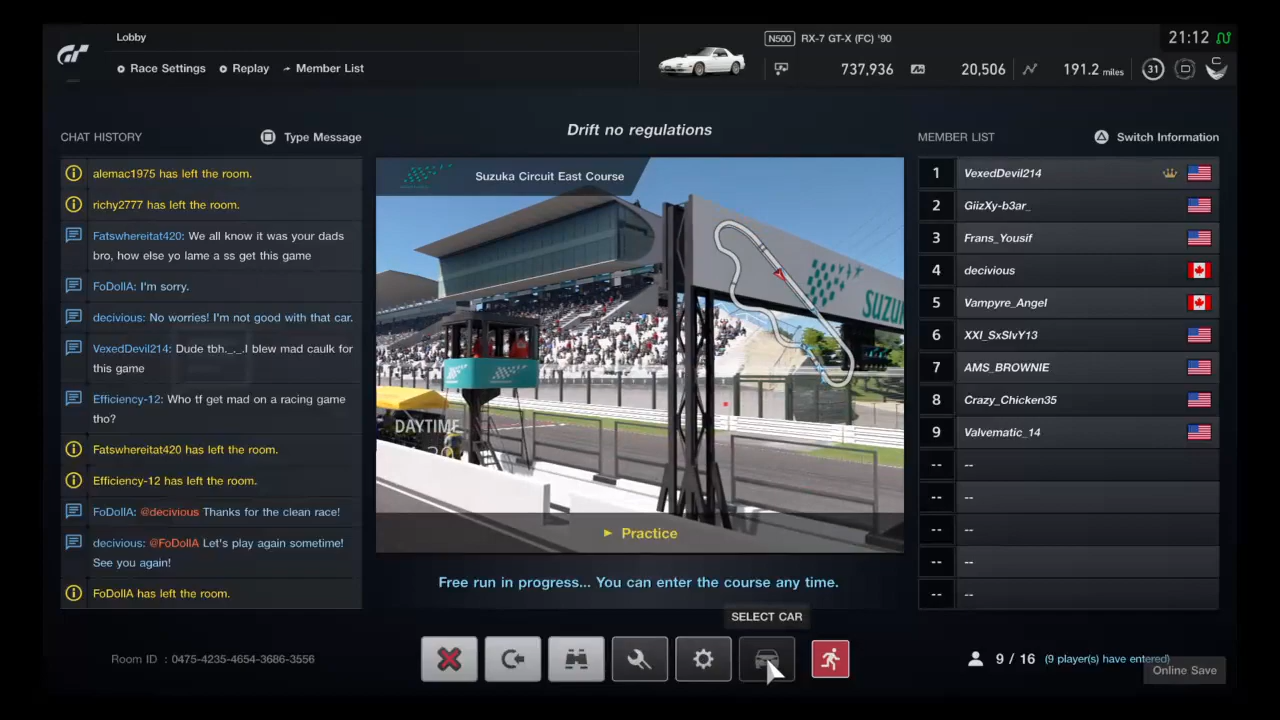 Lobby
Race Settings
Replay
Member List
N500 RX-7 GT-X (FC) '90
737,936
20,506
191.2 miles
31
C
21:12
CHAT HISTORY
Type Message
alemac1975 has left the room.
richy2777 has left the room.
Fatswhereitat420: We all know it was your dads
bro, how else yo lame a ss get this game
FoDollA: I'm sorry.
decivious: No worries! I'm not good with that car.
VexedDevil214: Dude tbh._._.I blew mad caulk for
this game
Efficiency-12: Who tf get mad on a racing game
tho?
Fatswhereitat420 has left the room.
Efficiency-12 has left the room.
FoDollA: @decivious Thanks for the clean race!
decivious: @FoDollA Let's play again sometime!
See you again!
FoDollA has left the room.
Drift no regulations
Suzuka Circuit East Course
DAYTIME
Practice
Free run in progress... You can enter the course any time.
SELECT CAR
MEMBER LIST
Switch Information
1 VexedDevil214
2 GiizXy-b3ar_
3 Frans_Yousif
4 decivious
5 Vampyre_Angel
6 XXI_SxSlvY13
7 AMS_BROWNIE
8 Crazy_Chicken35
9 Valvematic_14
-- --
-- --
-- --
-- --
-- --
Room ID : 0475-4235-4654-3686-3556
9 / 16 (9 player(s) have entered)
Online Save